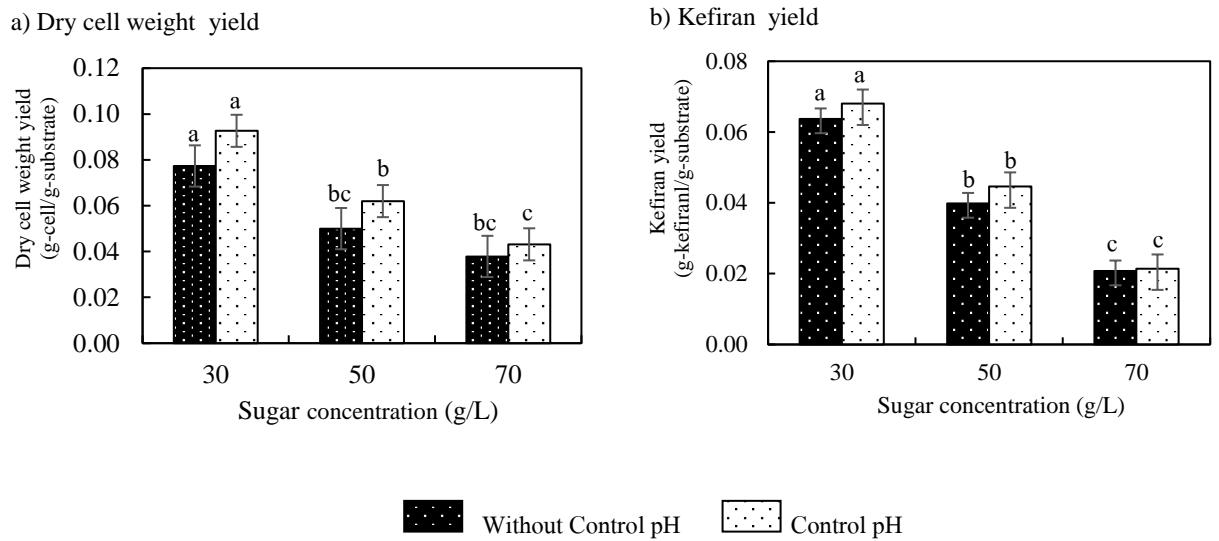 a) Dry cell weight yield
Dry cell weight yield
(g-cell/g-substrate)
0.12
0.10
0.08
0.06
0.04
0.02
0.00
a
a
bc
b
bc
c
30
50
70
Sugar concentration (g/L)
b) Kefiran yield
Kefiran yield
(g-kefiranl/g-substrate)
0.08
0.06
0.04
0.02
0.00
a
a
b
b
c
c
30
50
70
Sugar concentration (g/L)
Without Control pH
Control pH